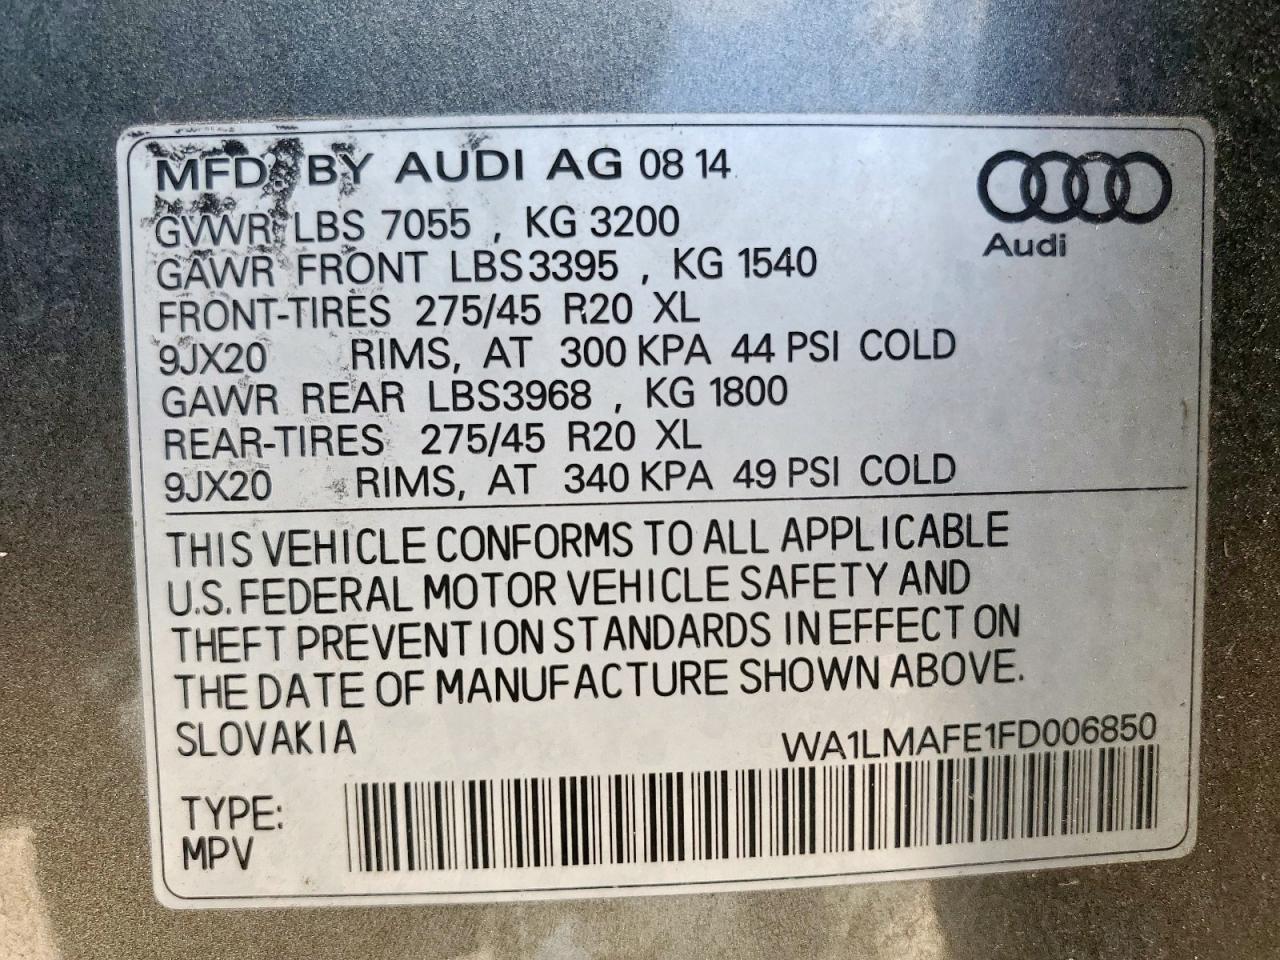 MFD BY AUDI AG 08 14
GVWR LBS 7055 , KG 3200
Audi
GAWR FRONT LBS3395 , KG 1540
FRONT-TIRES 275/45 R20 XL
9JX20 RIMS, AT 300 KPA 44 PSI COLD
GAWR REAR LBS3968 , KG 1800
REAR-TIRES 275/45 R20 XL
9JX20 RIMS, AT 340 KPA 49 PSI COLD
THIS VEHICLE CONFORMS TO ALL APPLICABLE
U.S. FEDERAL MOTOR VEHICLE SAFETY AND
THEFT PREVENTION STANDARDS IN EFFECT ON
THE DATE OF MANUFACTURE SHOWN ABOVE.
SLOVAKIA
WA1LMAFE1FD006850
TYPE:
MPV